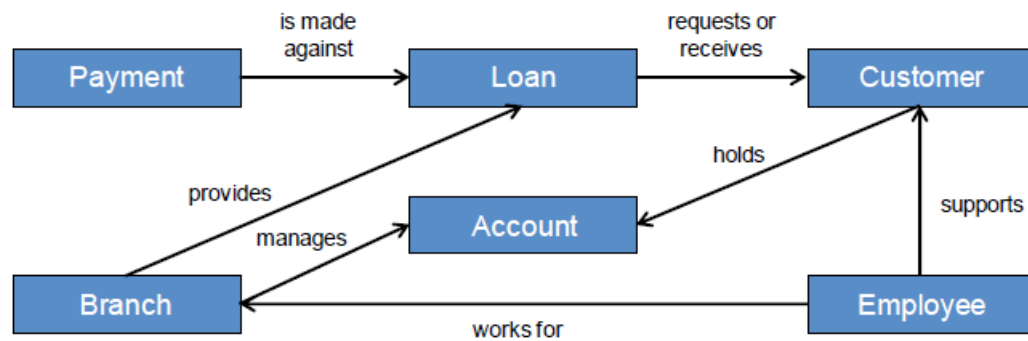 is made
against
requests or
receives
Payment
Loan
Customer
provides
holds
manages
Account
supports
Branch
Employee
works for